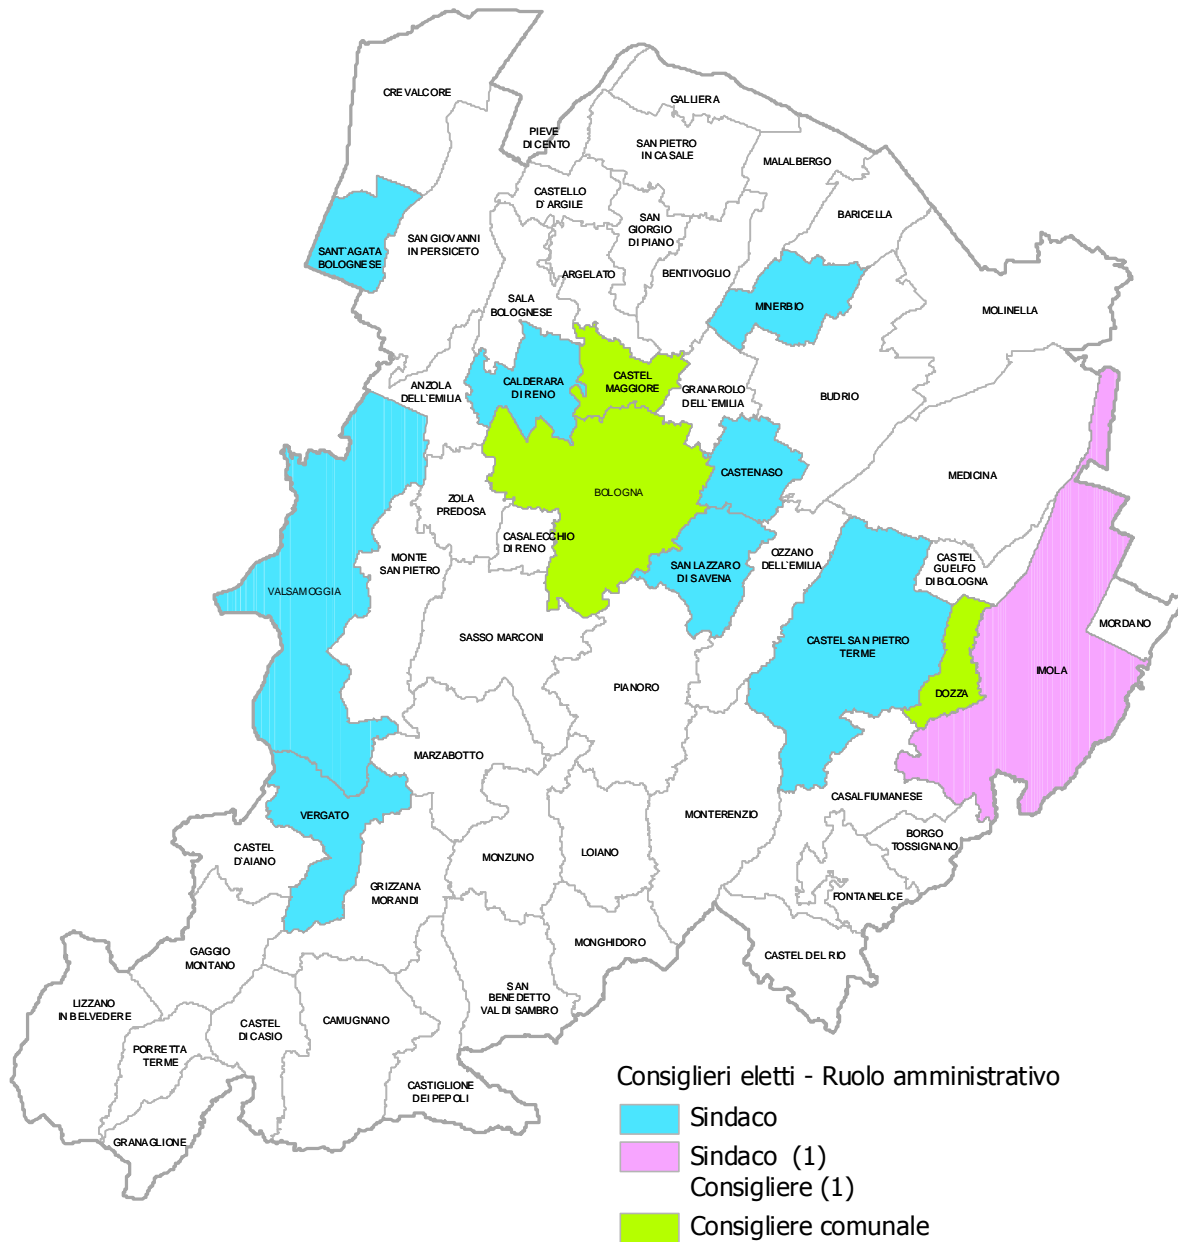 CREVALCORE
GALLIERA
PIEVE
DI CENTO
SAN PIETRO
IN CASALE
MALALBERGO
CASTELLO
D`ARGILE
BARICELLA
SAN
GIORGIO
DI PIANO
SANT`AGATA
BOLOGNESE
SAN GIOVANNI
IN PERSICETO
ARGELATO
BENTIVOGLIO
SALA
BOLOGNESE
MINERBIO
MOLINELLA
ANZOLA
DELL`EMILIA
CALDERARA
DI RENO
CASTEL
MAGGIORE
GRANAROLO
DELL`EMILIA
BUDRIO
CASTENASO
MEDICINA
BOLOGNA
ZOLA
PREDOSA
CASALECCHIO
DI RENO
MONTE
SAN PIETRO
SAN LAZZARO
DI SAVENA
OZZANO
DELL`EMILIA
CASTEL
GUELFO
DI BOLOGNA
VALSAMOGGIA
MORDANO
SASSO MARCONI
CASTEL SAN PIETRO
TERME
IMOLA
PIANORO
DOZZA
MARZABOTTO
VERGATO
MONTERENZIO
CASALFIUMANESE
CASTEL
D`AIANO
MONZUNO
LOIANO
BORGO
TOSSIGNANO
GRIZZANA
MORANDI
FONTANELICE
GAGGIO
MONTANO
MONGHIDORO
CASTEL DEL RIO
LIZZANO
IN BELVEDERE
SAN
BENEDETTO
VAL DI SAMBRO
CASTEL
DI CASIO
CAMUGNANO
PORRETTA
TERME
CASTIGLIONE
DEI PEPOLI
GRANAGLIONE
Consiglieri eletti - Ruolo amministrativo
Sindaco
Sindaco (1)
Consigliere (1)
Consigliere comunale